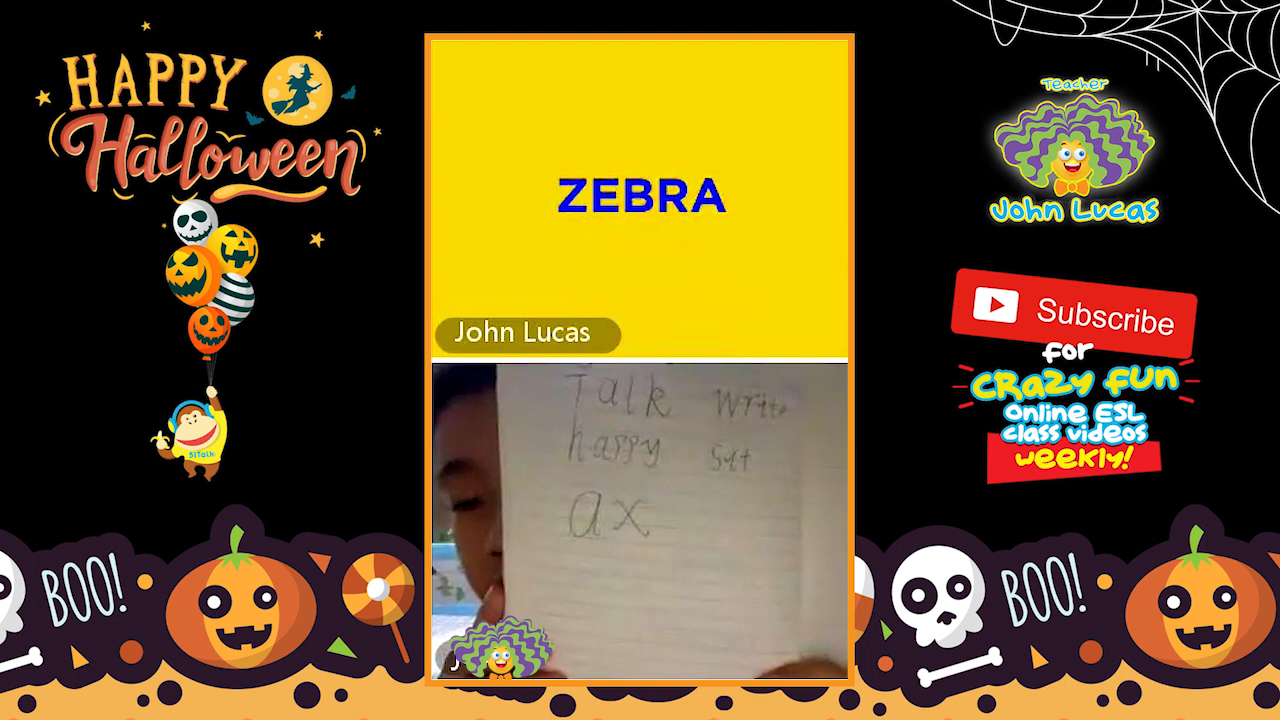 HAPPY
Halloween
51Talk
BOO!
ZEBRA
John Lucas
Talk write
happy
ax
J
Teacher
John Lucas
Subscribe
for
CRAZY FUN
Online ESL
class videos
WEEKLY!
BOO!